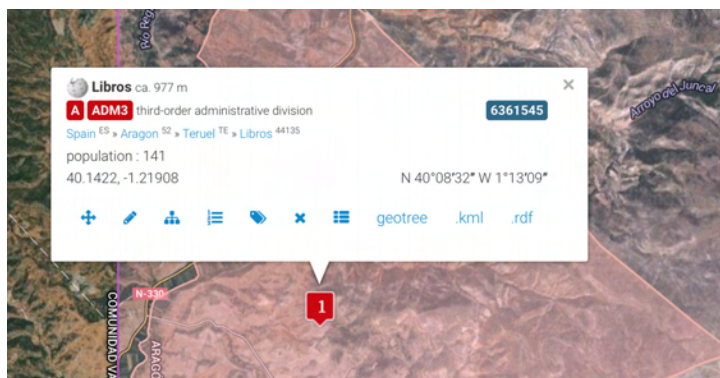 Río Reg
Libros ca. 977 m ×
A ADM3 third-order administrative division 6361545
Spain ES » Aragon 52 » Teruel TE » Libros 44135
population : 141
40.1422, -1.21908 N 40°08'32" W 1°13'09"
geotree .kml .rdf
Arroyo del Juncal
N-330
1
COMUNIDAD VA
ARAGO